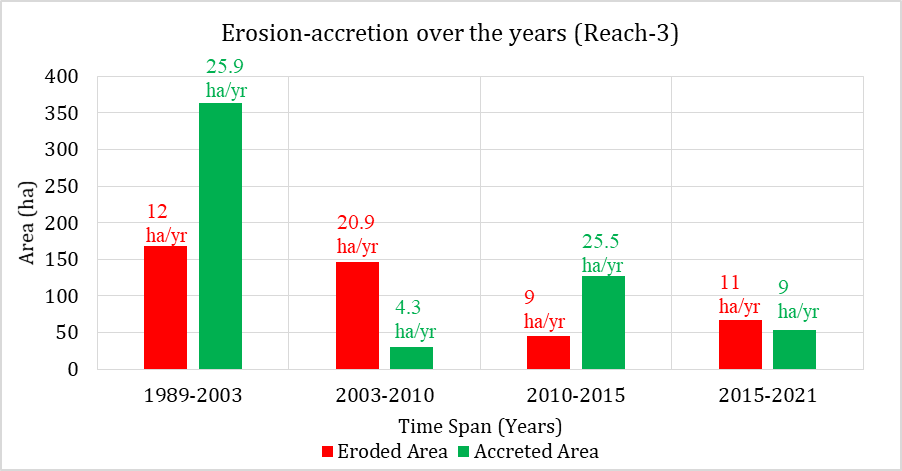 Erosion-accretion over the years (Reach-3)
25.9
ha/yr
400
350
300
250
200
150
100
50
0
Area (ha)
12
ha/yr
20.9
ha/yr
4.3
ha/yr
9
ha/yr
25.5
ha/yr
11
ha/yr
9
ha/yr
1989-2003
2003-2010
2010-2015
2015-2021
Time Span (Years)
Eroded Area
Accreted Area